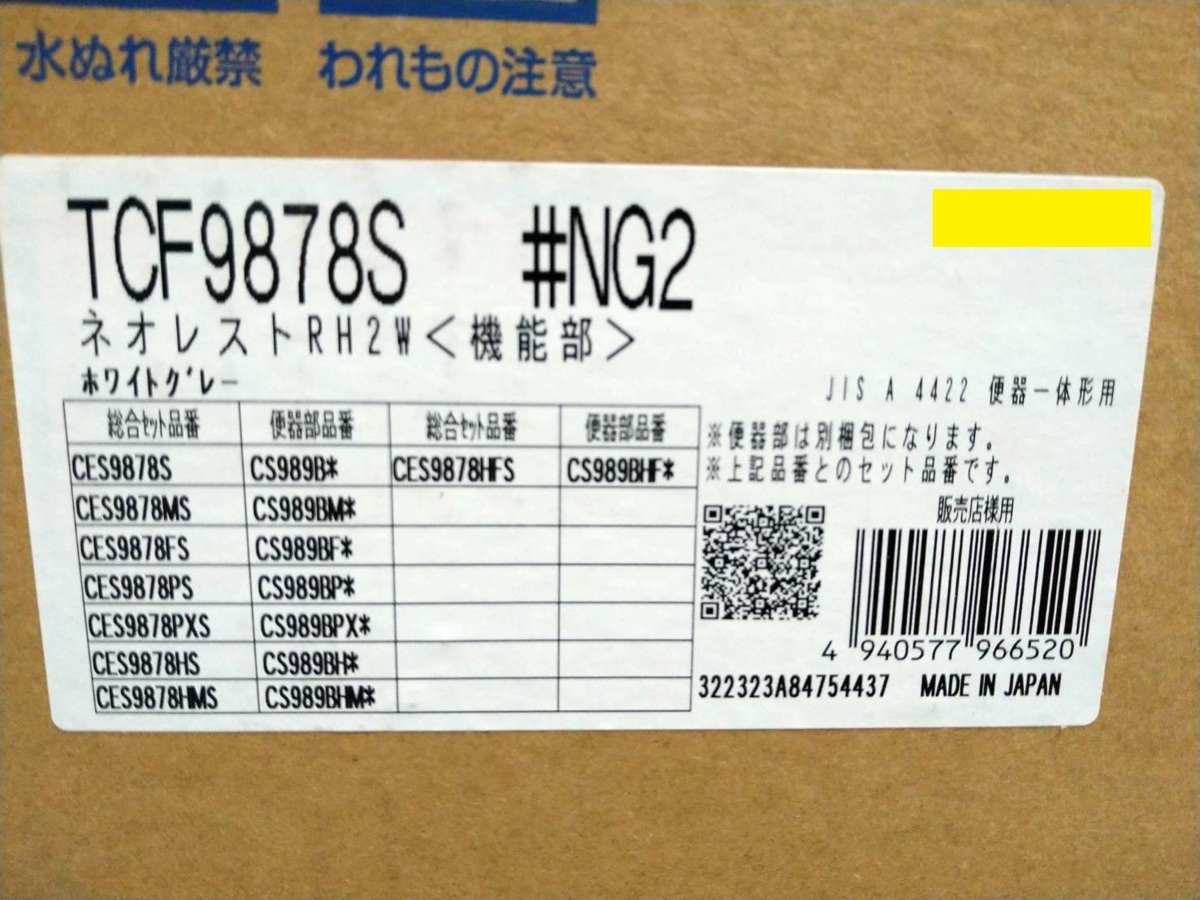 水ぬれ厳禁 われもの注意
TCF9878S #NG2
ネオレストRH2W<機能部>
ホワイトグレー
JIS A 4422 便器一体形用
総合セット品番 便器部品番 総合セット品番 便器部品番
CES9878S CS989B* CES9878HFS CS989BHF*
CES9878MS CS989BM*
CES9878FS CS989BF*
CES9878PS CS989BP*
CES9878PXS CS989BPX*
CES9878HS CS989BH*
CES9878HMS CS989BHM*
※便器部は別梱包になります。
※上記品番とのセット品番です。
販売店様用
4 940577 966520
322323A84754437 MADE IN JAPAN